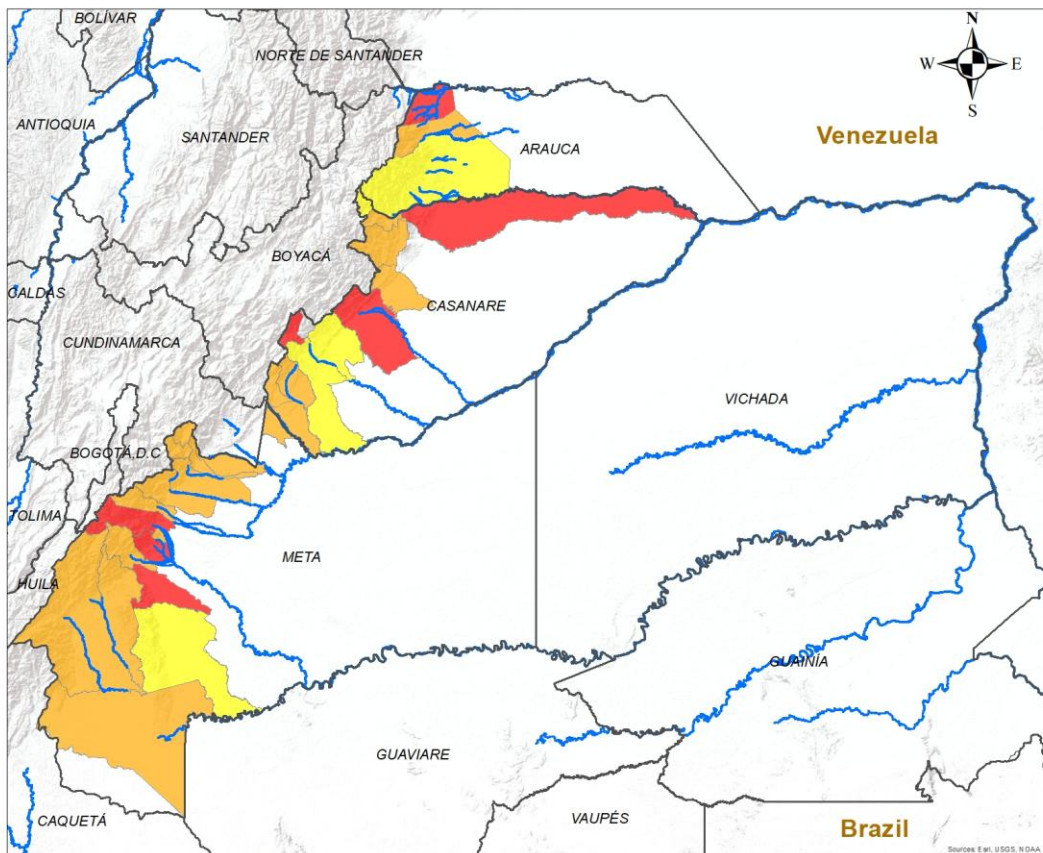 BOLÍVAR
N
NORTE DE SANTANDER
W
E
S
ANTIOQUIA
SANTANDER
Venezuela
ARAUCA
BOYACÁ
CALDAS
CASANARE
CUNDINAMARCA
VICHADA
BOGOTÁ,D.C
TOLIMA
META
HUILA
GUAINÍA
GUAVIARE
CAQUETÁ
VAUPÉS
Brazil
Sources: Esri, USGS, NOAA